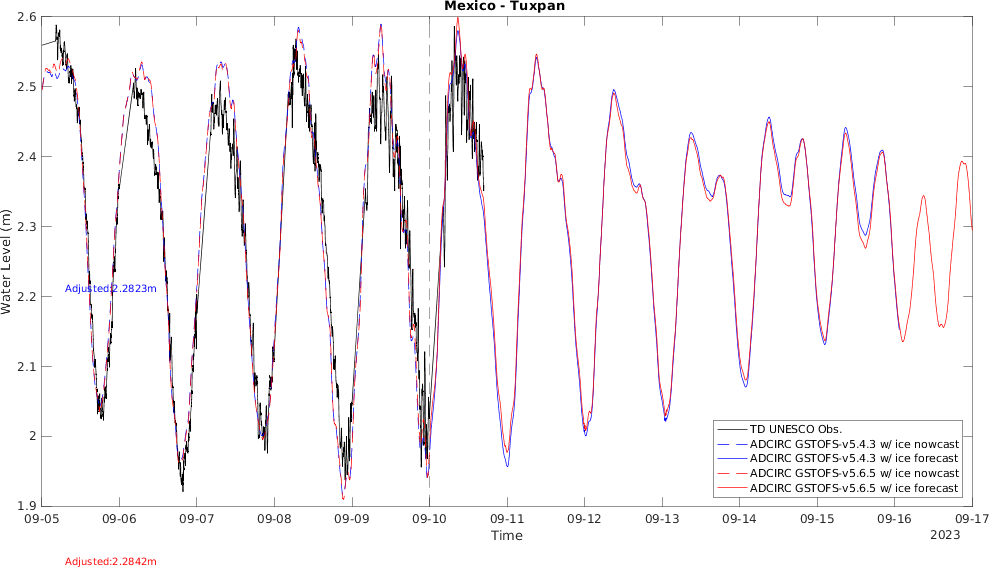 Mexico - Tuxpan
2.6
2.5
2.4
2.3
2.2
2.1
2
1.9
Water Level (m)
Adjusted:2.2823m
TD UNESCO Obs.
ADCIRC GSTOFS-v5.4.3 w/ ice nowcast
ADCIRC GSTOFS-v5.4.3 w/ ice forecast
ADCIRC GSTOFS-v5.6.5 w/ ice nowcast
ADCIRC GSTOFS-v5.6.5 w/ ice forecast
09-05 09-06 09-07 09-08 09-09 09-10 09-11 09-12 09-13 09-14 09-15 09-16 09-17
Time
2023
Adjusted:2.2842m